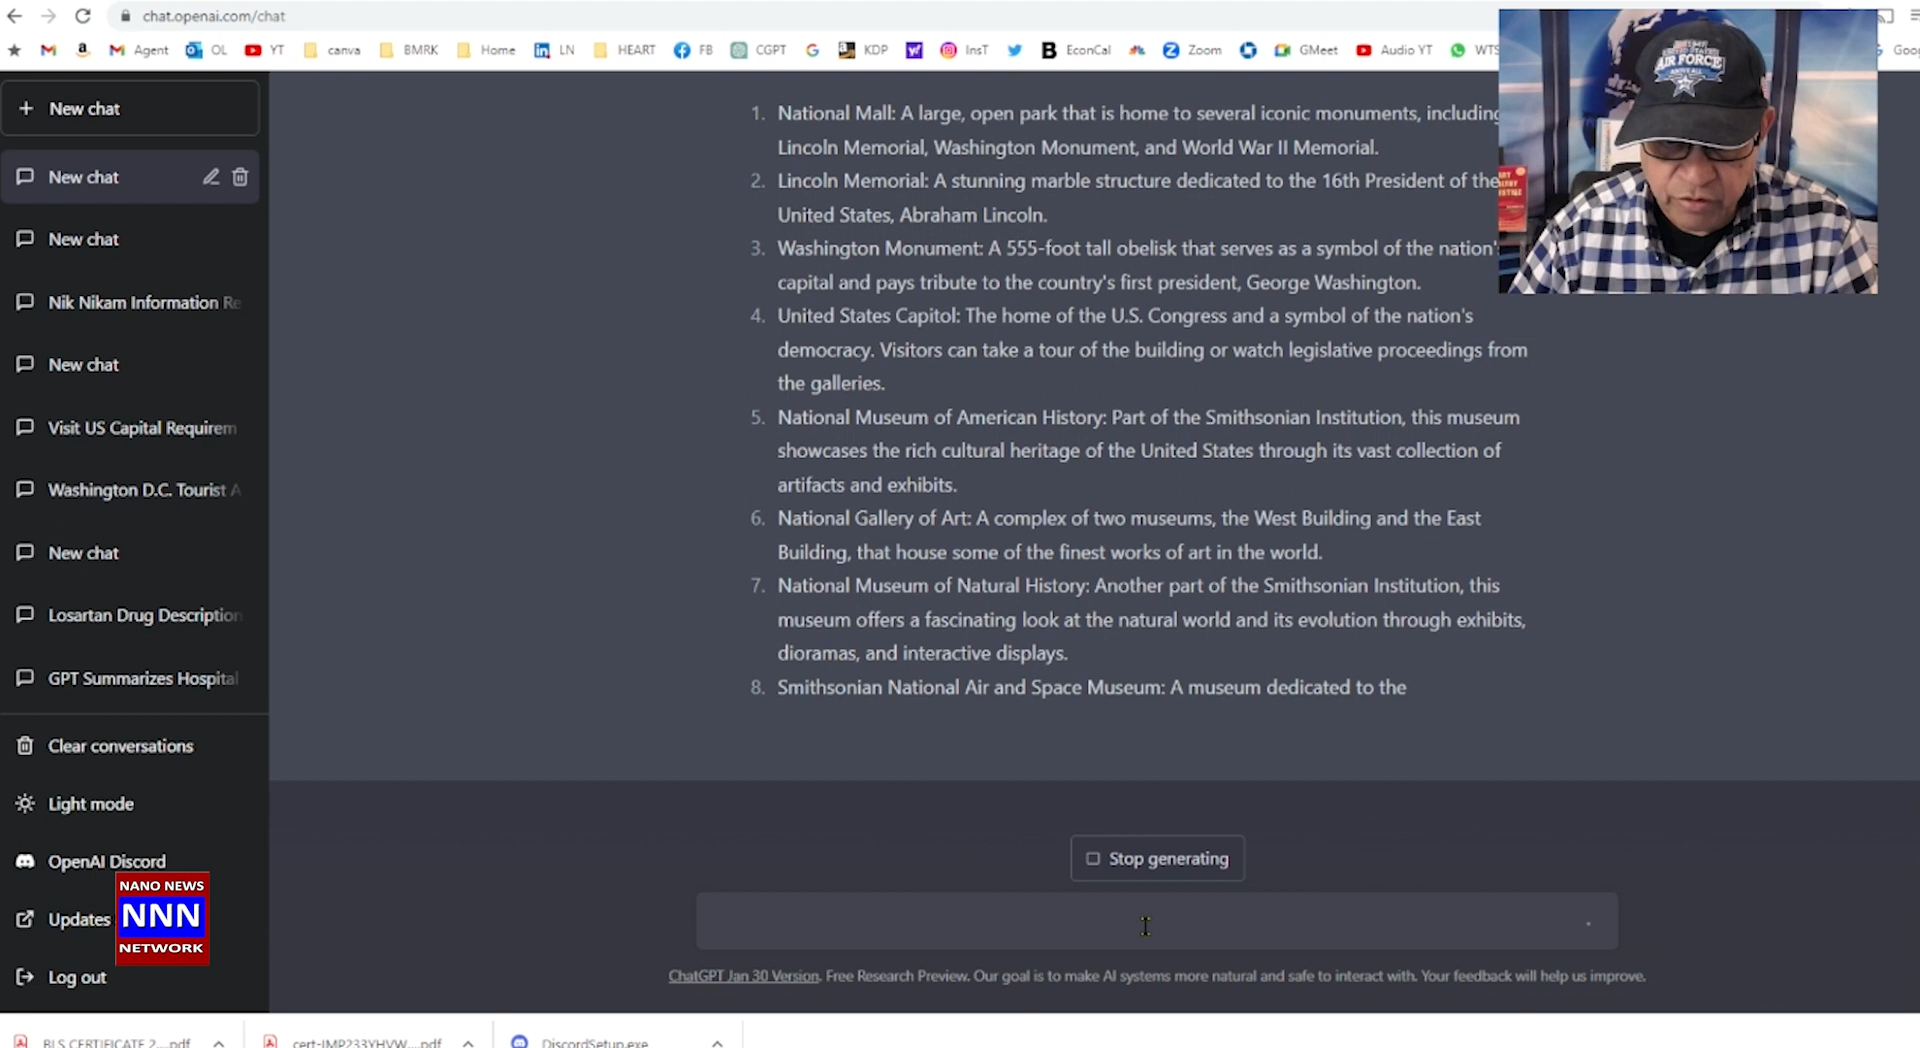 chat.openai.com/chat
Agent OL YT canva BMRK Home LN HEART FB CGPT KDP InsT EconCal Zoom GMeet Audio YT WTS Goo
AIR FORCE
New chat
New chat
New chat
Nik Nikam Information Re
New chat
Visit US Capital Requirem
Washington D.C. Tourist A
New chat
Losartan Drug Description
GPT Summarizes Hospital
Clear conversations
Light mode
OpenAI Discord
Updates
Log out
NANO NEWS
NNN
NETWORK
1. National Mall: A large, open park that is home to several iconic monuments, including
Lincoln Memorial, Washington Monument, and World War II Memorial.
2. Lincoln Memorial: A stunning marble structure dedicated to the 16th President of the
United States, Abraham Lincoln.
3. Washington Monument: A 555-foot tall obelisk that serves as a symbol of the nation'
capital and pays tribute to the country's first president, George Washington.
4. United States Capitol: The home of the U.S. Congress and a symbol of the nation's
democracy. Visitors can take a tour of the building or watch legislative proceedings from
the galleries.
5. National Museum of American History: Part of the Smithsonian Institution, this museum
showcases the rich cultural heritage of the United States through its vast collection of
artifacts and exhibits.
6. National Gallery of Art: A complex of two museums, the West Building and the East
Building, that house some of the finest works of art in the world.
7. National Museum of Natural History: Another part of the Smithsonian Institution, this
museum offers a fascinating look at the natural world and its evolution through exhibits,
dioramas, and interactive displays.
8. Smithsonian National Air and Space Museum: A museum dedicated to the
Stop generating
ChatGPT Jan 30 Version. Free Research Preview. Our goal is to make AI systems more natural and safe to interact with. Your feedback will help us improve.
BLS CERTIFICATE 2....pdf cert-IMP233YHVW....pdf DiscordSetup.exe